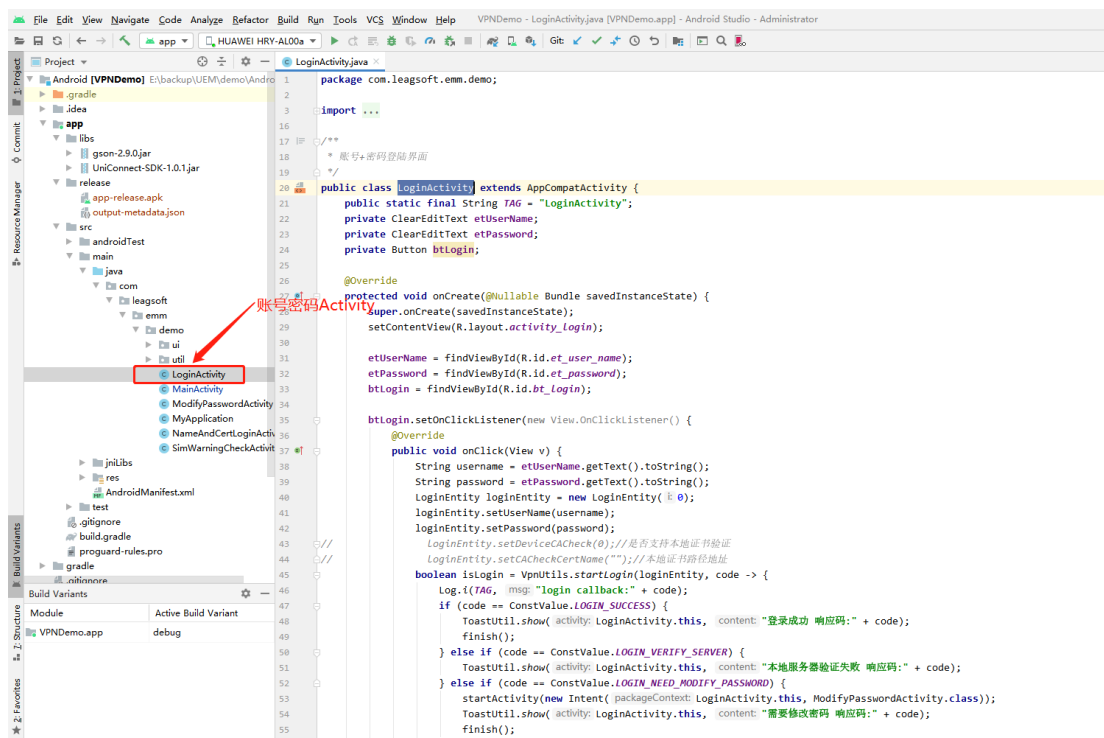 File Edit View Navigate Code Analyze Refactor Build Run Tools VCS Window Help VPNDemo - LoginActivity.java [VPNDemo.app] - Android Studio - Administrator
app HUAWEI HRY-AL00a Git:
Project LoginActivity.java
1: Project
Commit
Resource Manager
Build Variants
7: Structure
2: Favorites
Android [VPNDemo] E:\backup\UEM\demo\Andro
.gradle
.idea
app
libs
gson-2.9.0.jar
UniConnect-SDK-1.0.1.jar
release
app-release.apk
output-metadata.json
src
androidTest
main
java
com
leagsoft
emm
demo
ui
util
LoginActivity
MainActivity
ModifyPasswordActivity
MyApplication
NameAndCertLoginActiv
SimWarningCheckActivit
jniLibs
res
AndroidManifest.xml
test
.gitignore
build.gradle
proguard-rules.pro
gradle
.gitignore
账号密码Activity
Build Variants
Module Active Build Variant
VPNDemo.app debug
1 package com.leagsoft.emm.demo;
2
3 import ...
16
17 /**
18 * 账号+密码登陆界面
19 */
20 public class LoginActivity extends AppCompatActivity {
21 public static final String TAG = "LoginActivity";
22 private ClearEditText etUserName;
23 private ClearEditText etPassword;
24 private Button btLogin;
25
26 @Override
27 protected void onCreate(@Nullable Bundle savedInstanceState) {
28 super.onCreate(savedInstanceState);
29 setContentView(R.layout.activity_login);
30
31 etUserName = findViewById(R.id.et_user_name);
32 etPassword = findViewById(R.id.et_password);
33 btLogin = findViewById(R.id.bt_login);
34
35 btLogin.setOnClickListener(new View.OnClickListener() {
36 @Override
37 public void onClick(View v) {
38 String username = etUserName.getText().toString();
39 String password = etPassword.getText().toString();
40 LoginEntity loginEntity = new LoginEntity( i: 0);
41 loginEntity.setUserName(username);
42 loginEntity.setPassword(password);
43 // LoginEntity.setDeviceCACheck(0);//是否支持本地证书验证
44 // LoginEntity.setCACheckCertName("");//本地证书路径地址
45 boolean isLogin = VpnUtils.startLogin(loginEntity, code -> {
46 Log.i(TAG, msg: "login callback:" + code);
47 if (code == ConstValue.LOGIN_SUCCESS) {
48 ToastUtil.show( activity: LoginActivity.this, content: "登录成功 响应码:" + code);
49 finish();
50 } else if (code == ConstValue.LOGIN_VERIFY_SERVER) {
51 ToastUtil.show( activity: LoginActivity.this, content: "本地服务器验证失败 响应码:" + code);
52 } else if (code == ConstValue.LOGIN_NEED_MODIFY_PASSWORD) {
53 startActivity(new Intent( packageContext: LoginActivity.this, ModifyPasswordActivity.class));
54 ToastUtil.show( activity: LoginActivity.this, content: "需要修改密码 响应码:" + code);
55 finish();